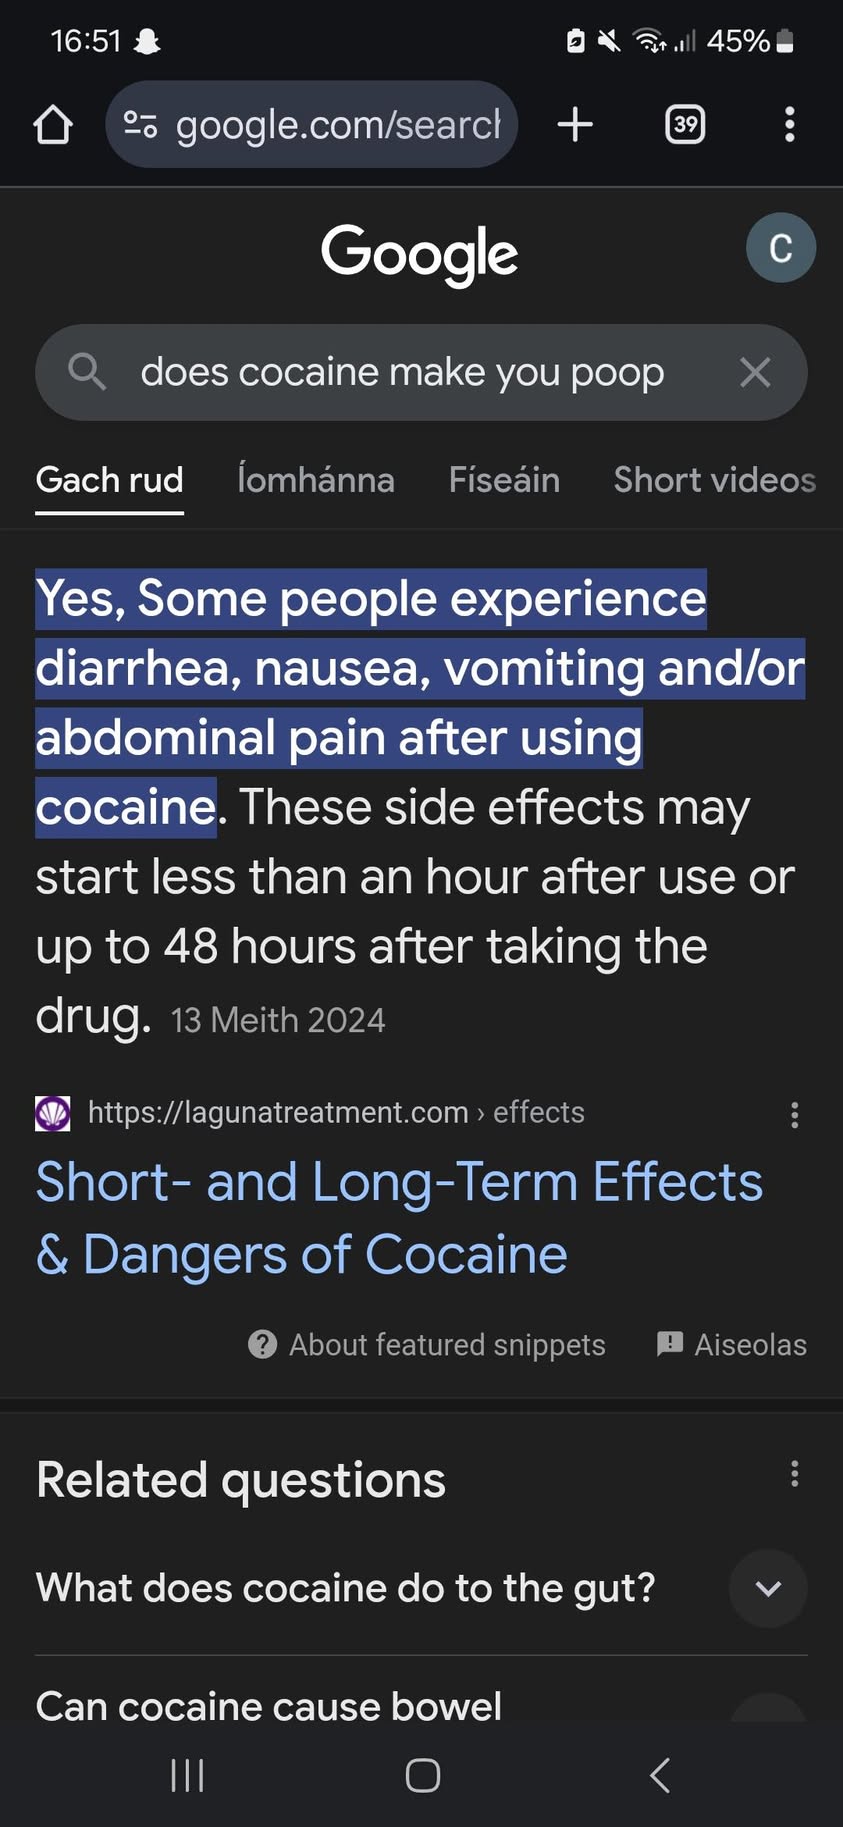 16:51
45%
google.com/search
39
Google
C
does cocaine make you poop
Gach rud Íomhánna Físeáin Short videos
Yes, Some people experience
diarrhea, nausea, vomiting and/or
abdominal pain after using
cocaine. These side effects may
start less than an hour after use or
up to 48 hours after taking the
drug. 13 Meith 2024
https://lagunatreatment.com › effects
Short- and Long-Term Effects
& Dangers of Cocaine
About featured snippets Aiseolas
Related questions
What does cocaine do to the gut?
Can cocaine cause bowel